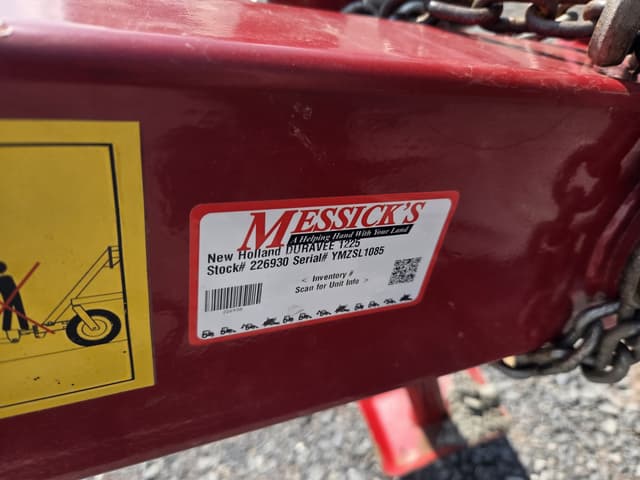 MESSICK'S
A Helping Hand With Your Land
New Holland DURAVEE 1225
Stock# 226930 Serial# YMZSL1085
< Inventory #
Scan for Unit Info >
226930